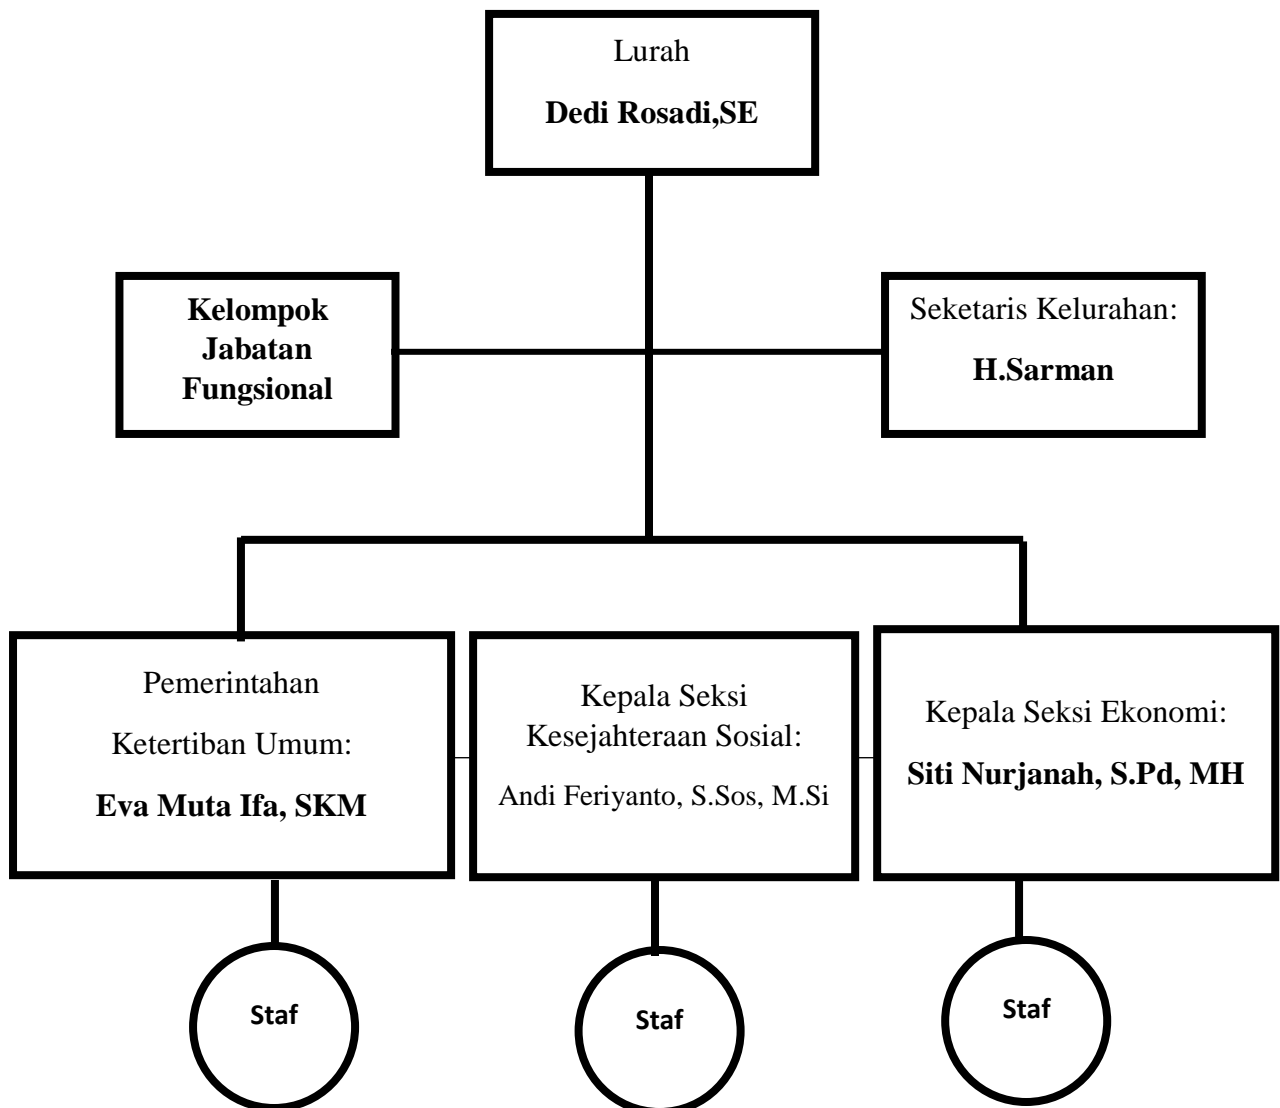 Lurah
Dedi Rosadi,SE
Kelompok
Jabatan
Fungsional
Seketaris Kelurahan:
H.Sarman
Pemerintahan
Ketertiban Umum:
Eva Muta Ifa, SKM
Kepala Seksi
Kesejahteraan Sosial:
Andi Feriyanto, S.Sos, M.Si
Kepala Seksi Ekonomi:
Siti Nurjanah, S.Pd, MH
Staf
Staf
Staf